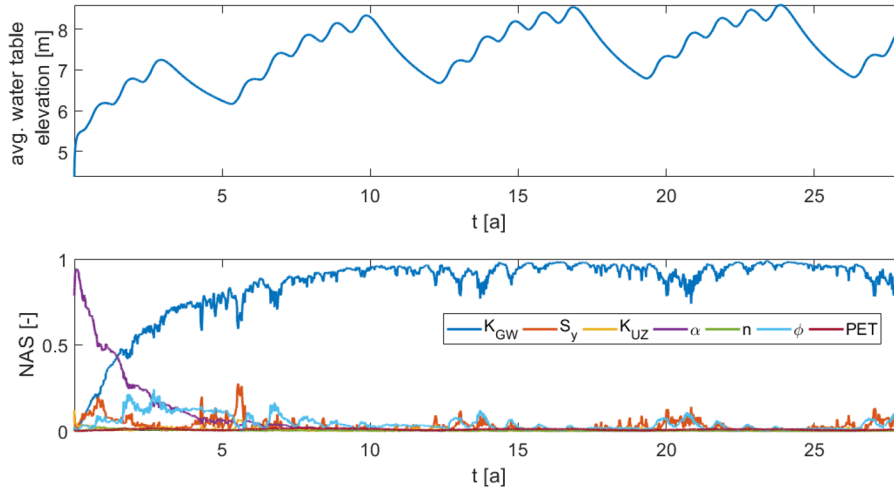 avg. water table
elevation [m]
8
7
6
5
5 10 15 20 25
t [a]
NAS [-]
1
0.5
0
K_GW S_y K_UZ α n ϕ PET
5 10 15 20 25
t [a]